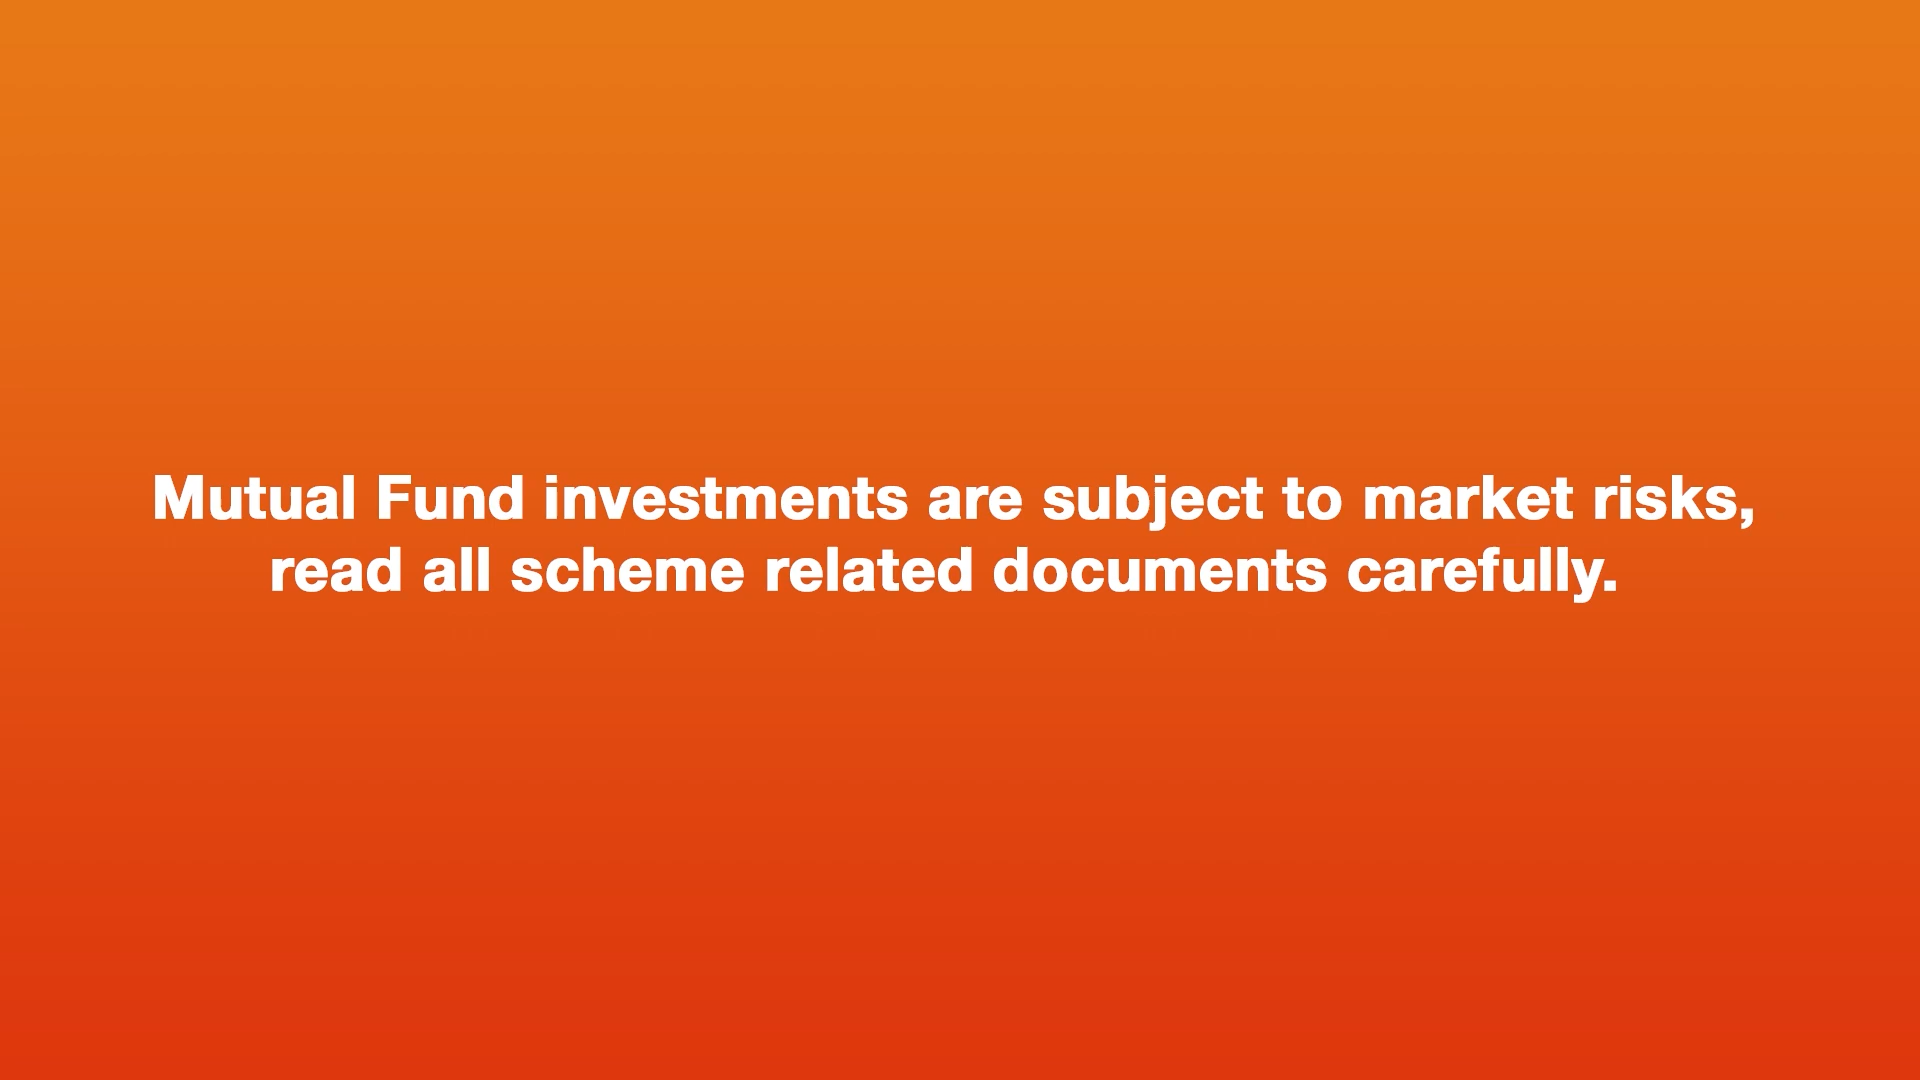 Mutual Fund investments are subject to market risks,
read all scheme related documents carefully.